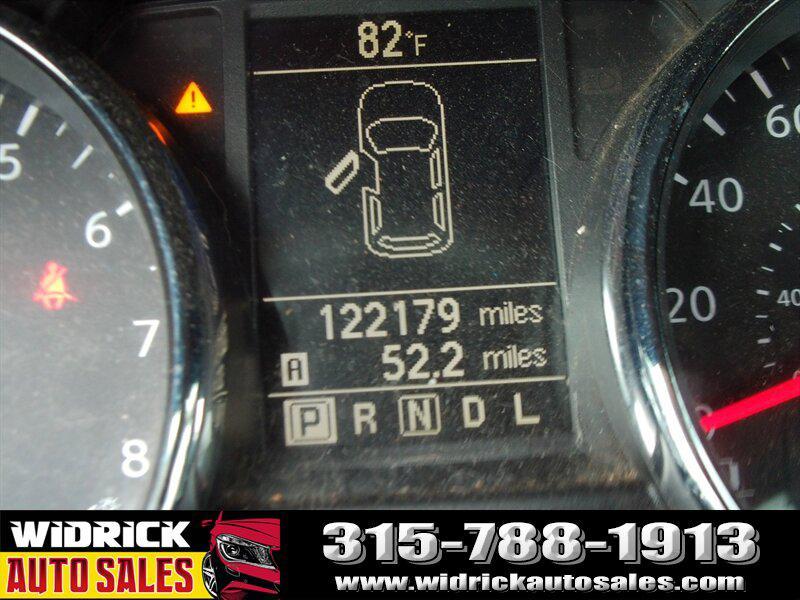 82°F
5
6
7
8
60
40
20
40
0
122179 miles
A 52.2 miles
P R N D L
WIDRICK
AUTO SALES
315-788-1913
www.widrickautosales.com